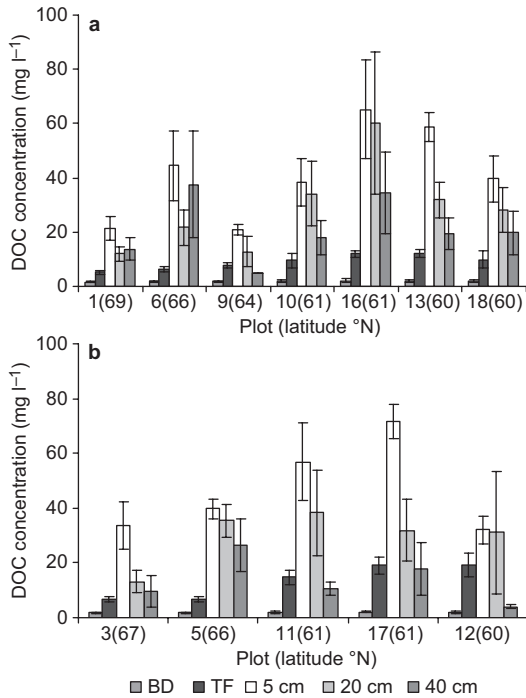 a
DOC concentration (mg l⁻¹)
100
80
60
40
20
0
1(69) 6(66) 9(64) 10(61) 16(61) 13(60) 18(60)
Plot (latitude °N)
b
DOC concentration (mg l⁻¹)
100
80
60
40
20
0
3(67) 5(66) 11(61) 17(61) 12(60)
Plot (latitude °N)
BD TF 5 cm 20 cm 40 cm